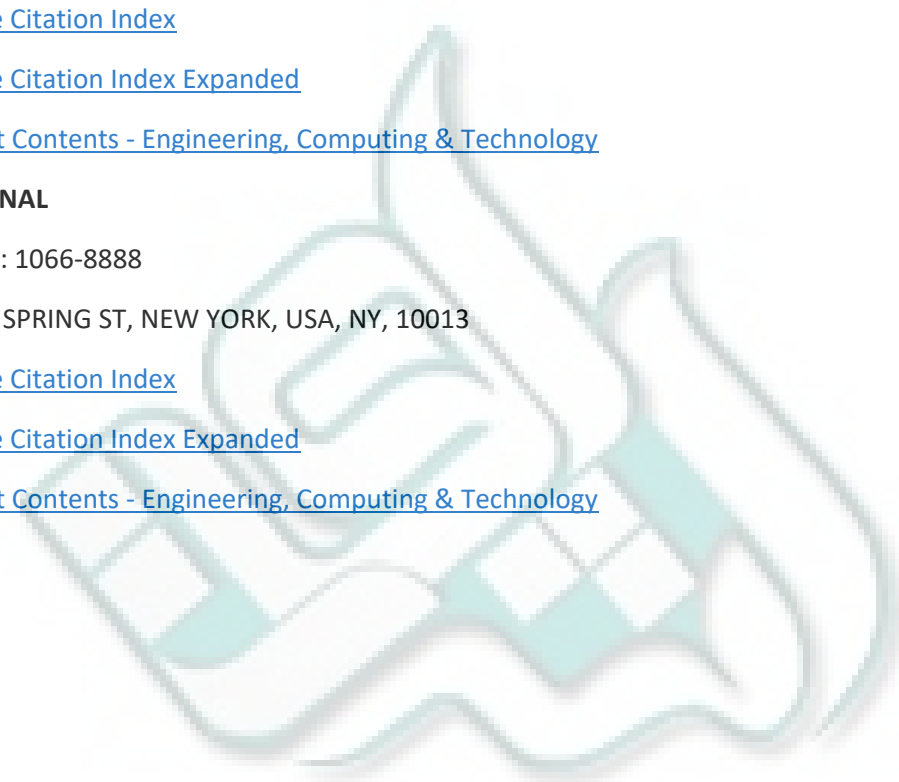 e Citation Index
e Citation Index Expanded
t Contents - Engineering, Computing & Technology
NAL
: 1066-8888
SPRING ST, NEW YORK, USA, NY, 10013
e Citation Index
e Citation Index Expanded
t Contents - Engineering, Computing & Technology